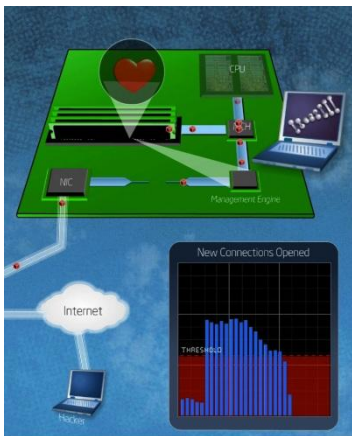 CPU
NIC
Management Engine
New Connections Opened
Internet
THRESHOLD
Hacker